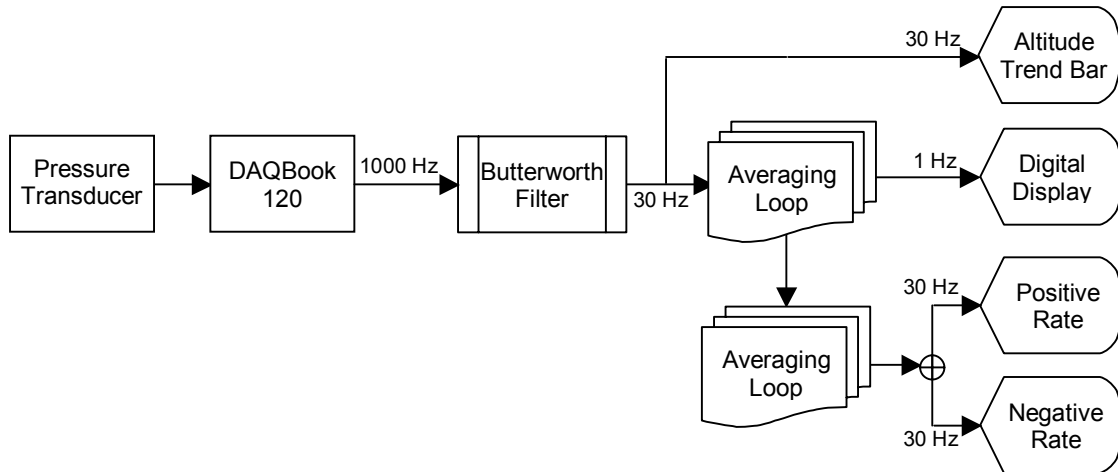 30 Hz
Altitude
Trend Bar
Pressure
Transducer
DAQBook
120
1000 Hz
Butterworth
Filter
30 Hz
Averaging
Loop
1 Hz
Digital
Display
Averaging
Loop
30 Hz
Positive
Rate
30 Hz
Negative
Rate